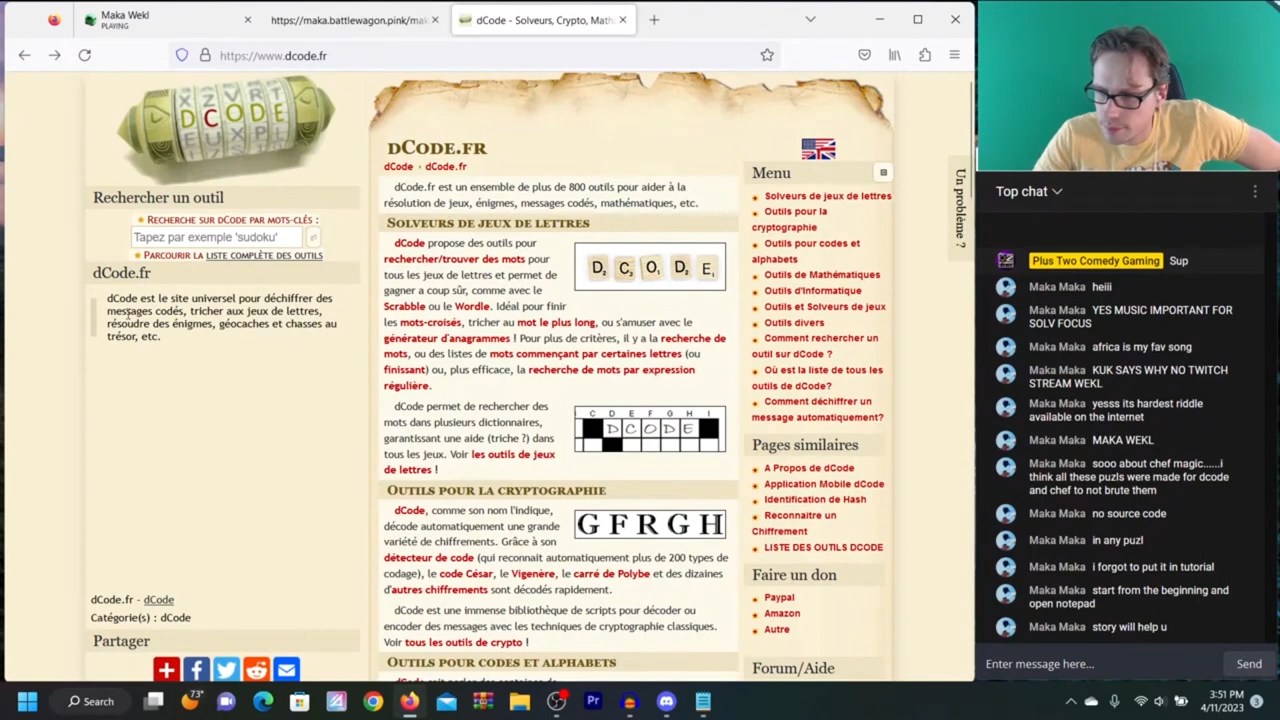 Maka Wekl
PLAYING
https://maka.battlewagon.pink/mak
dCode - Solveurs, Crypto, Math
https://www.dcode.fr
DCODE
Rechercher un outil
RECHERCHE SUR DCODE PAR MOTS-CLÉS :
Tapez par exemple 'sudoku'
PARCOURIR LA LISTE COMPLÈTE DES OUTILS
dCode.fr
dCode est le site universel pour déchiffrer des
messages codés, tricher aux jeux de lettres,
résoudre des énigmes, géocaches et chasses au
trésor, etc.
dCode.fr - dCode
Catégorie(s) : dCode
Partager
DCODE.FR
dCode › dCode.fr
dCode.fr est un ensemble de plus de 800 outils pour aider à la
résolution de jeux, énigmes, messages codés, mathématiques, etc.
SOLVEURS DE JEUX DE LETTRES
dCode propose des outils pour
rechercher/trouver des mots pour
tous les jeux de lettres et permet de
gagner a coup sûr, comme avec le
Scrabble ou le Wordle. Idéal pour finir
les mots-croisés, tricher au mot le plus long, ou s'amuser avec le
générateur d'anagrammes ! Pour plus de critères, il y a la recherche de
mots, ou des listes de mots commençant par certaines lettres (ou
finissant) ou, plus efficace, la recherche de mots par expression
régulière.
D2 C3 O1 D2 E1
dCode permet de rechercher des
mots dans plusieurs dictionnaires,
garantissant une aide (triche ?) dans
tous les jeux. Voir les outils de jeux
de lettres !
C D E F G H I
D C O D E
OUTILS POUR LA CRYPTOGRAPHIE
dCode, comme son nom l'indique,
décode automatiquement une grande
variété de chiffrements. Grâce à son
détecteur de code (qui reconnait automatiquement plus de 200 types de
codage), le code César, le Vigenère, le carré de Polybe et des dizaines
d'autres chiffrements sont décodés rapidement.
GFRGH
dCode est une immense bibliothèque de scripts pour décoder ou
encoder des messages avec les techniques de cryptographie classiques.
Voir tous les outils de crypto !
OUTILS POUR CODES ET ALPHABETS
Menu
Solveurs de jeux de lettres
Outils pour la
cryptographie
Outils pour codes et
alphabets
Outils de Mathématiques
Outils d'Informatique
Outils et Solveurs de jeux
Outils divers
Comment rechercher un
outil sur dCode ?
Où est la liste de tous les
outils de dCode?
Comment déchiffrer un
message automatiquement?
Pages similaires
A Propos de dCode
Application Mobile dCode
Identification de Hash
Reconnaitre un
Chiffrement
LISTE DES OUTILS DCODE
Faire un don
Paypal
Amazon
Autre
Forum/Aide
Un problème ?
Top chat
Plus Two Comedy Gaming Sup
Maka Maka heiii
Maka Maka YES MUSIC IMPORTANT FOR
SOLV FOCUS
Maka Maka africa is my fav song
Maka Maka KUK SAYS WHY NO TWITCH
STREAM WEKL
Maka Maka yesss its hardest riddle
available on the internet
Maka Maka MAKA WEKL
Maka Maka sooo about chef magic......i
think all these puzls were made for dcode
and chef to not brute them
Maka Maka no source code
Maka Maka in any puzl
Maka Maka i forgot to put it in tutorial
Maka Maka start from the beginning and
open notepad
Maka Maka story will help u
Enter message here...
Send
73°
Search
Pr
3:51 PM
4/11/2023
3